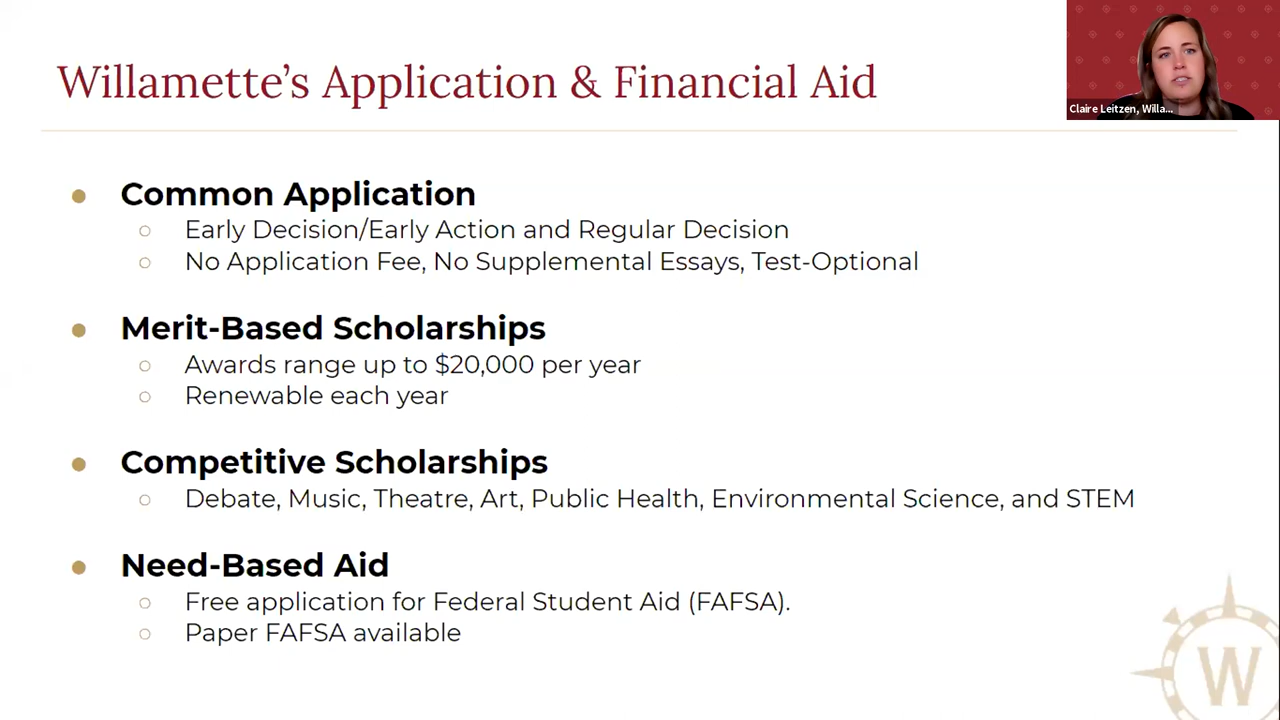 Willamette's Application & Financial Aid
Claire Leitzen, Willa...
Common Application
Early Decision/Early Action and Regular Decision
No Application Fee, No Supplemental Essays, Test-Optional
Merit-Based Scholarships
Awards range up to $20,000 per year
Renewable each year
Competitive Scholarships
Debate, Music, Theatre, Art, Public Health, Environmental Science, and STEM
Need-Based Aid
Free application for Federal Student Aid (FAFSA).
Paper FAFSA available
W